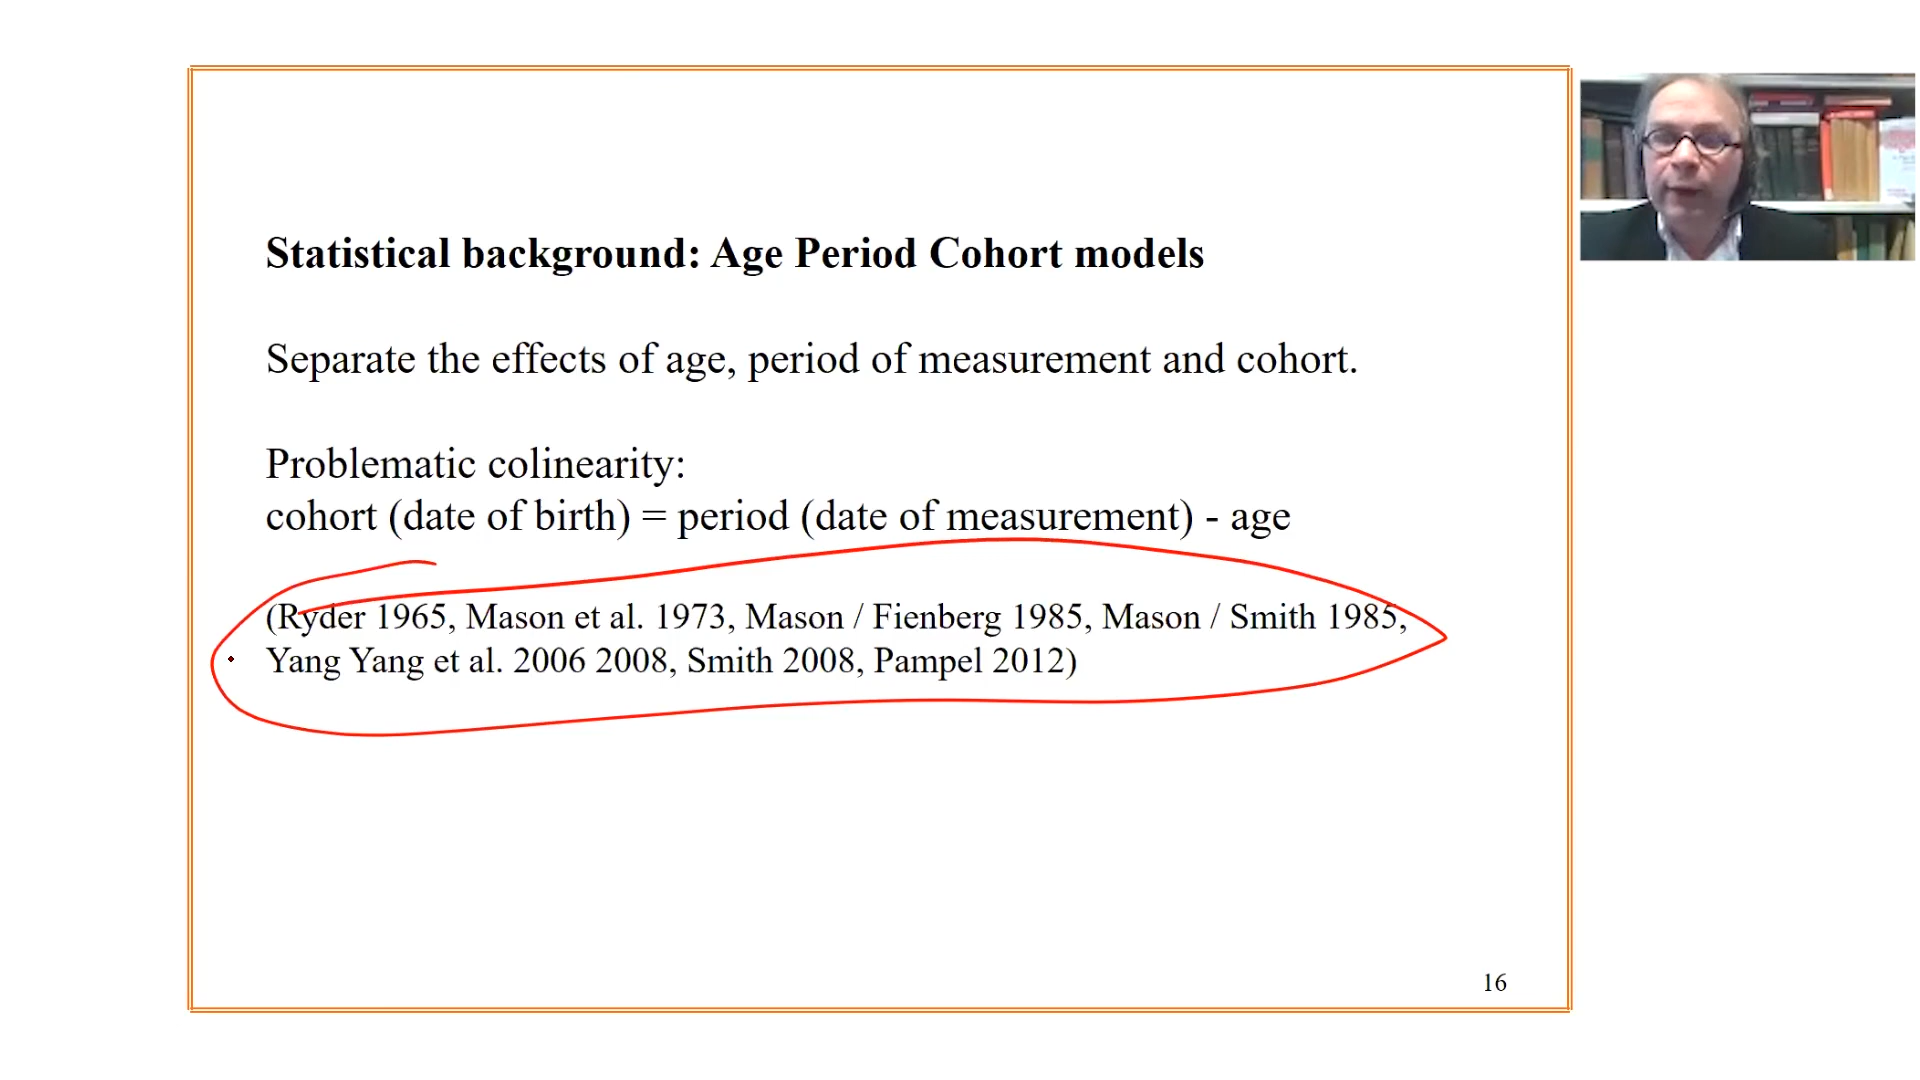 Statistical background: Age Period Cohort models
Separate the effects of age, period of measurement and cohort.
Problematic colinearity:
cohort (date of birth) = period (date of measurement) - age
(Ryder 1965, Mason et al. 1973, Mason / Fienberg 1985, Mason / Smith 1985,
Yang Yang et al. 2006 2008, Smith 2008, Pampel 2012)
16